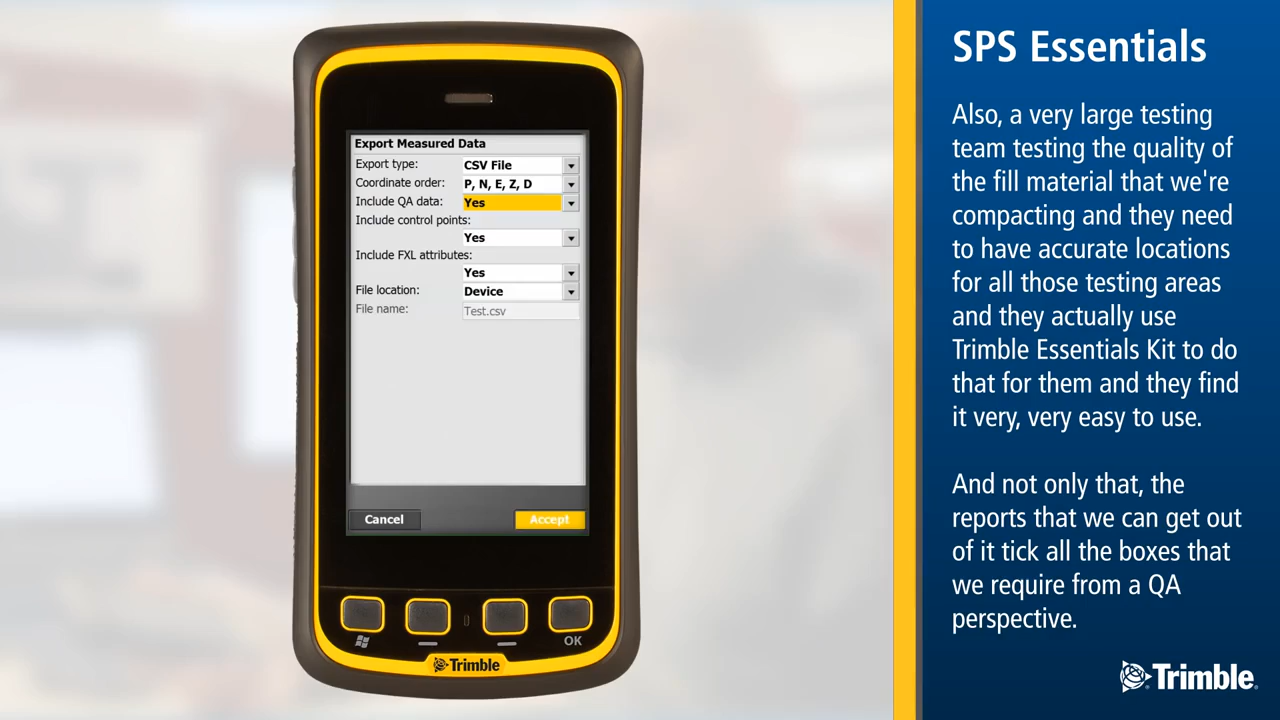 Export Measured Data
Export type: CSV File
Coordinate order: P, N, E, Z, D
Include QA data: Yes
Include control points:
Yes
Include FXL attributes:
Yes
File location: Device
File name: Test.csv
Cancel Accept
OK
Trimble
SPS Essentials
Also, a very large testing
team testing the quality of
the fill material that we're
compacting and they need
to have accurate locations
for all those testing areas
and they actually use
Trimble Essentials Kit to do
that for them and they find
it very, very easy to use.
And not only that, the
reports that we can get out
of it tick all the boxes that
we require from a QA
perspective.
Trimble